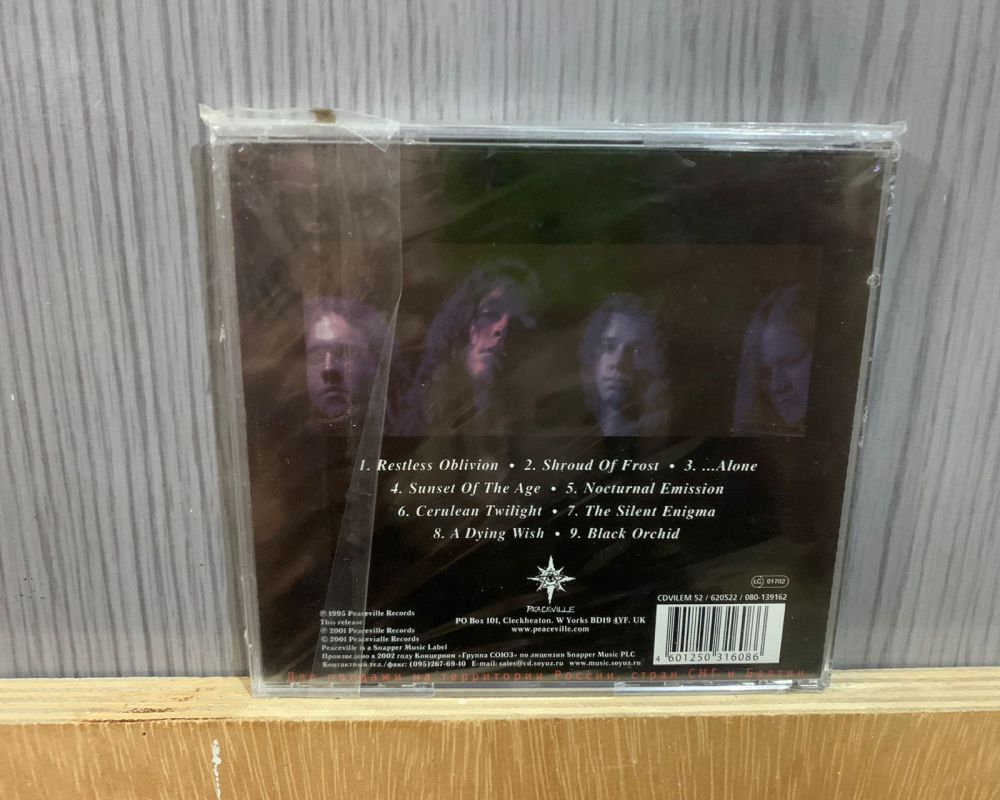 1. Restless Oblivion • 2. Shroud Of Frost • 3. ...Alone
4. Sunset Of The Age • 5. Nocturnal Emission
6. Cerulean Twilight • 7. The Silent Enigma
8. A Dying Wish • 9. Black Orchid
PEACEVILLE
PO Box 101, Cleckheaton. W Yorks BD19 4YF. UK
www.peaceville.com
LC 01702
CDVILEM 52 / 620522 / 080-139162
4 601250 316086
℗ 1995 Peaceville Records
This release
℗ 2001 Peaceville Records
© 2001 Peacevialle Records
Peaceville is a Snapper Music Label
Произведено в 2002 году Концерном «Группа СОЮЗ» по лицензии Snapper Music PLC
Контактный тел./факс: (095)267-69-10 E-mail: sales@cd.soyuz.ru www.music.soyuz.ru
Для продажи на территории России, стран СНГ и